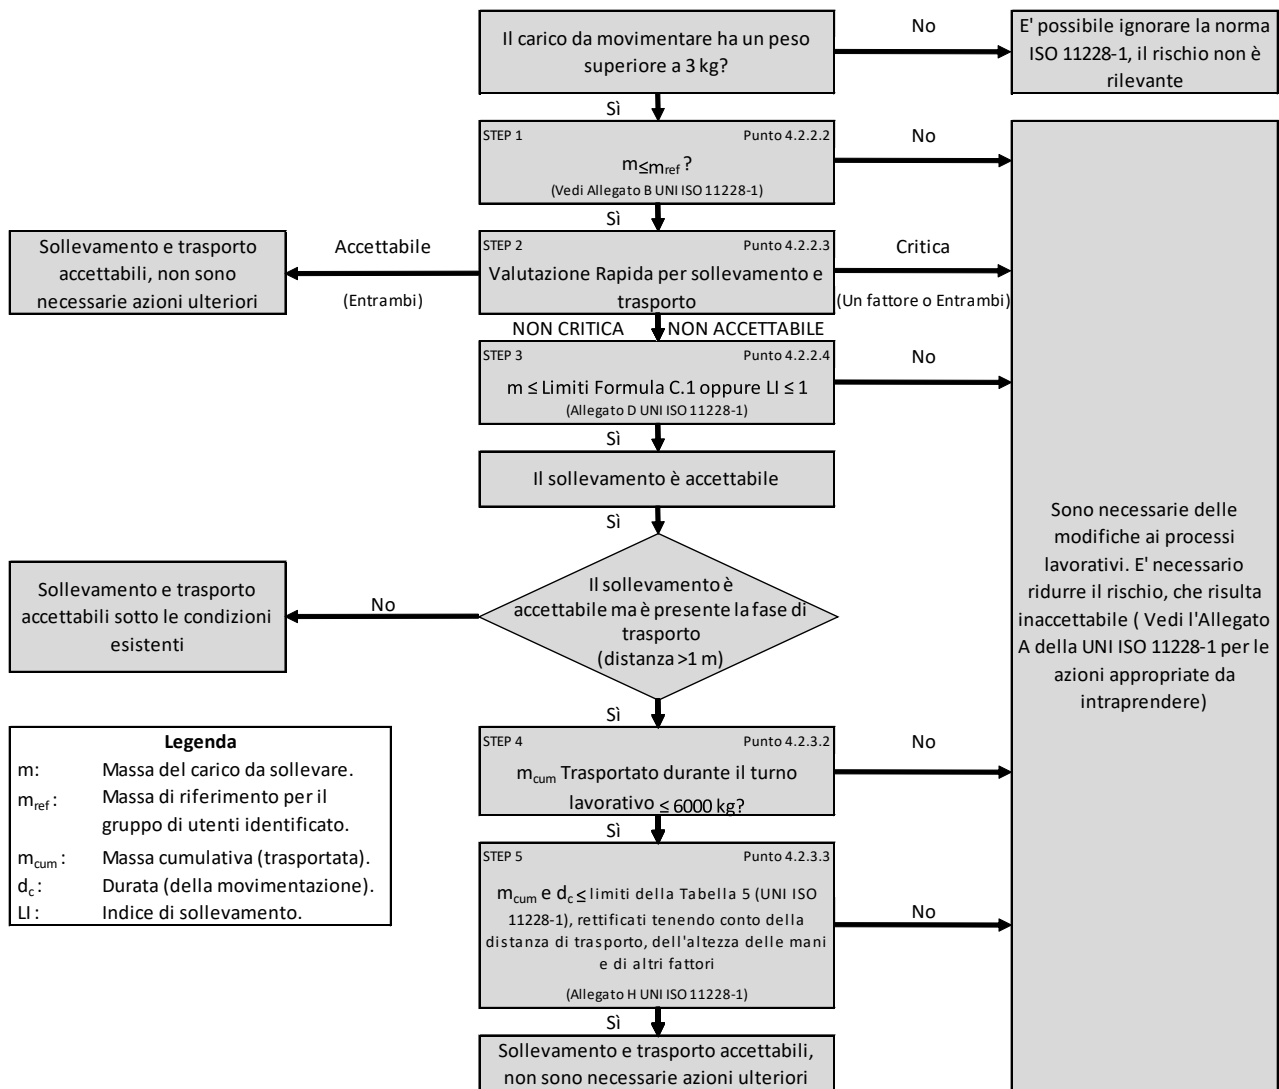 Il carico da movimentare ha un peso
superiore a 3 kg?
No
E' possibile ignorare la norma
ISO 11228-1, il rischio non è
rilevante
Sì
STEP 1 Punto 4.2.2.2
m≤mref ?
(Vedi Allegato B UNI ISO 11228-1)
No
Sì
Sollevamento e trasporto
accettabili, non sono
necessarie azioni ulteriori
Accettabile
(Entrambi)
STEP 2 Punto 4.2.2.3
Valutazione Rapida per sollevamento e
trasporto
Critica
(Un fattore o Entrambi)
NON CRITICA NON ACCETTABILE
STEP 3 Punto 4.2.2.4
m ≤ Limiti Formula C.1 oppure LI ≤ 1
(Allegato D UNI ISO 11228-1)
No
Sì
Il sollevamento è accettabile
Sì
Sollevamento e trasporto
accettabili sotto le condizioni
esistenti
No
Il sollevamento è
accettabile ma è presente la fase di
trasporto
(distanza >1 m)
Sono necessarie delle
modifiche ai processi
lavorativi. E' necessario
ridurre il rischio, che risulta
inaccettabile ( Vedi l'Allegato
A della UNI ISO 11228-1 per le
azioni appropriate da
intraprendere)
Sì
STEP 4 Punto 4.2.3.2
mcum Trasportato durante il turno
lavorativo ≤ 6000 kg?
No
Sì
STEP 5 Punto 4.2.3.3
mcum e dc ≤ limiti della Tabella 5 (UNI ISO
11228-1), rettificati tenendo conto della
distanza di trasporto, dell'altezza delle mani
e di altri fattori
(Allegato H UNI ISO 11228-1)
No
Sì
Sollevamento e trasporto accettabili,
non sono necessarie azioni ulteriori
Legenda
m: Massa del carico da sollevare.
mref : Massa di riferimento per il
gruppo di utenti identificato.
mcum : Massa cumulativa (trasportata).
dc : Durata (della movimentazione).
LI : Indice di sollevamento.